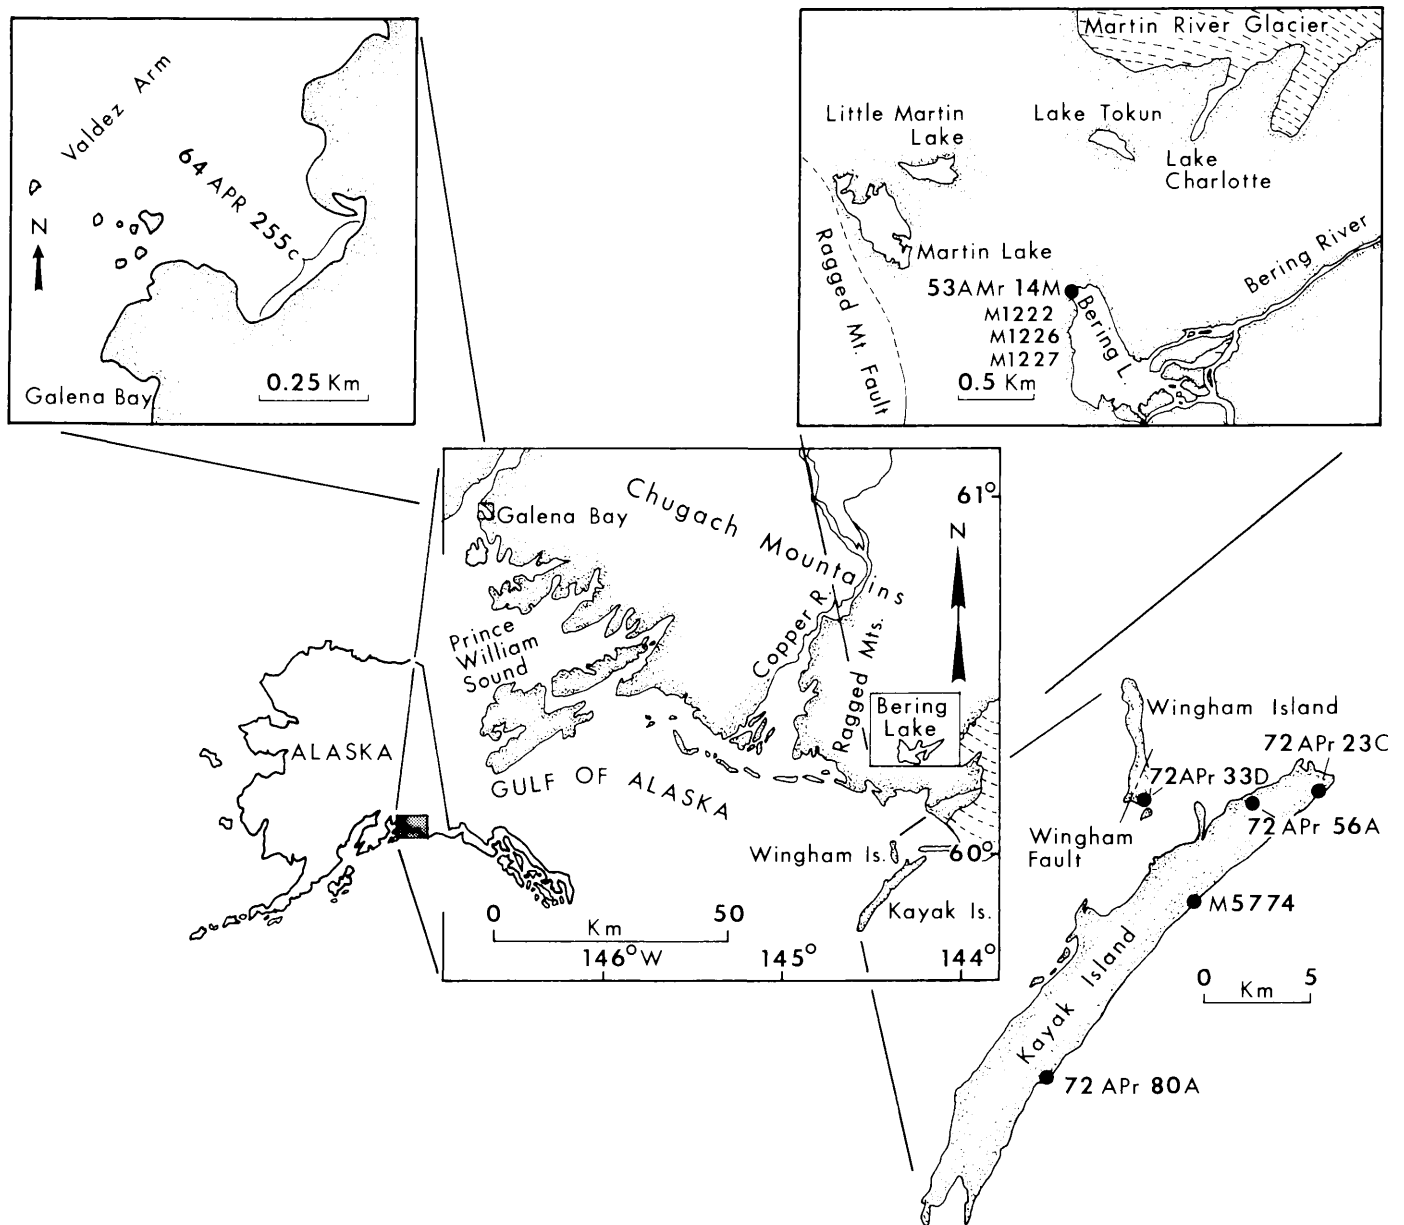 Valdez Arm
64 APR 255c
N
Galena Bay
0.25 Km
Martin River Glacier
Little Martin
Lake
Lake Tokun
Lake
Charlotte
Martin Lake
Ragged Mt. Fault
53AMr 14M
M1222
M1226
M1227
Bering L.
Bering River
0.5 Km
61°
Galena Bay
Chugach Mountains
N
Prince
William
Sound
Copper R.
Ragged Mts.
Bering
Lake
GULF OF ALASKA
Wingham Is.
60°
Kayak Is.
0 50
Km
146°W
145°
144°
ALASKA
Wingham Island
72APr 23C
72APr 33D
72 APr 56A
Wingham
Fault
M5774
Kayak Island
0 5
Km
72 APr 80A